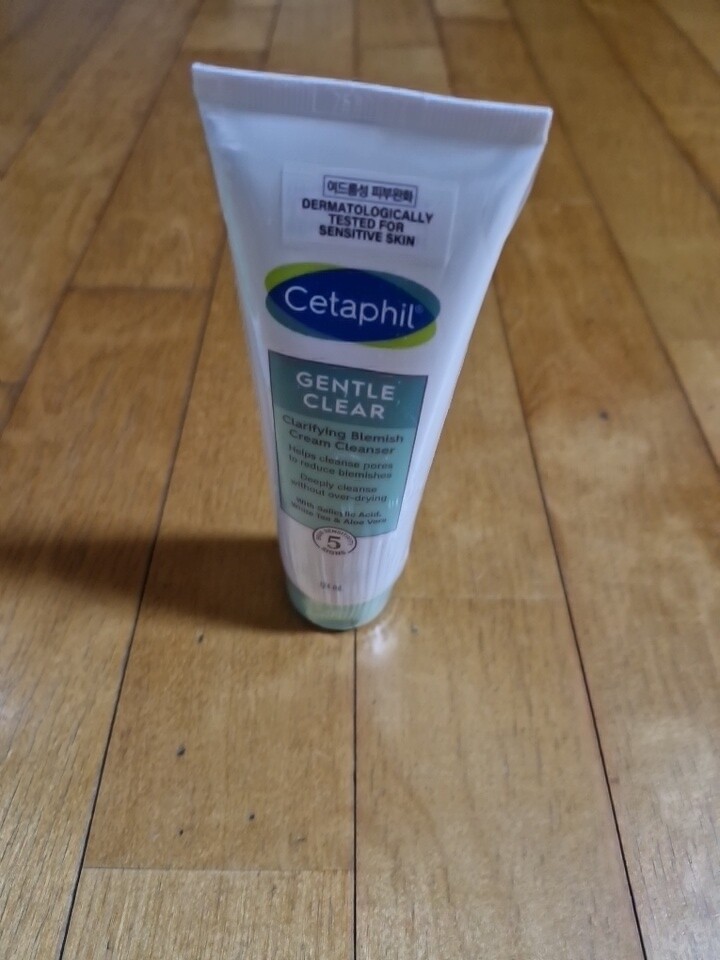 여드름성 피부완화
DERMATOLOGICALLY
TESTED FOR
SENSITIVE SKIN
Cetaphil
GENTLE
CLEAR
Clarifying Blemish
Cream Cleanser
Helps cleanse pores
to reduce blemishes
Deeply cleanse
without over-drying
With Salicylic Acid,
White Tea & Aloe Vera
5
SIGNS